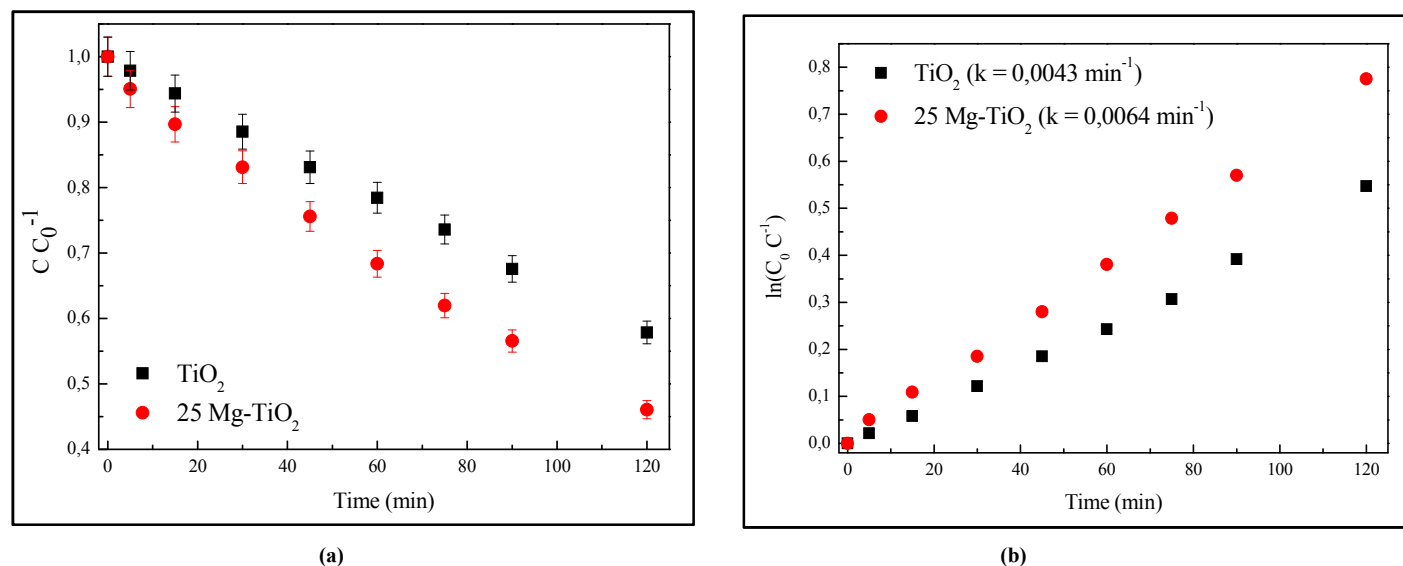 1,0
0,9
0,8
0,7
0,6
0,5
0,4
C C₀⁻¹
TiO₂
25 Mg-TiO₂
0 20 40 60 80 100 120
Time (min)
(a)
0,8
0,7
0,6
0,5
0,4
0,3
0,2
0,1
0,0
ln(C₀ C⁻¹)
TiO₂ (k = 0,0043 min⁻¹)
25 Mg-TiO₂ (k = 0,0064 min⁻¹)
0 20 40 60 80 100 120
Time (min)
(b)